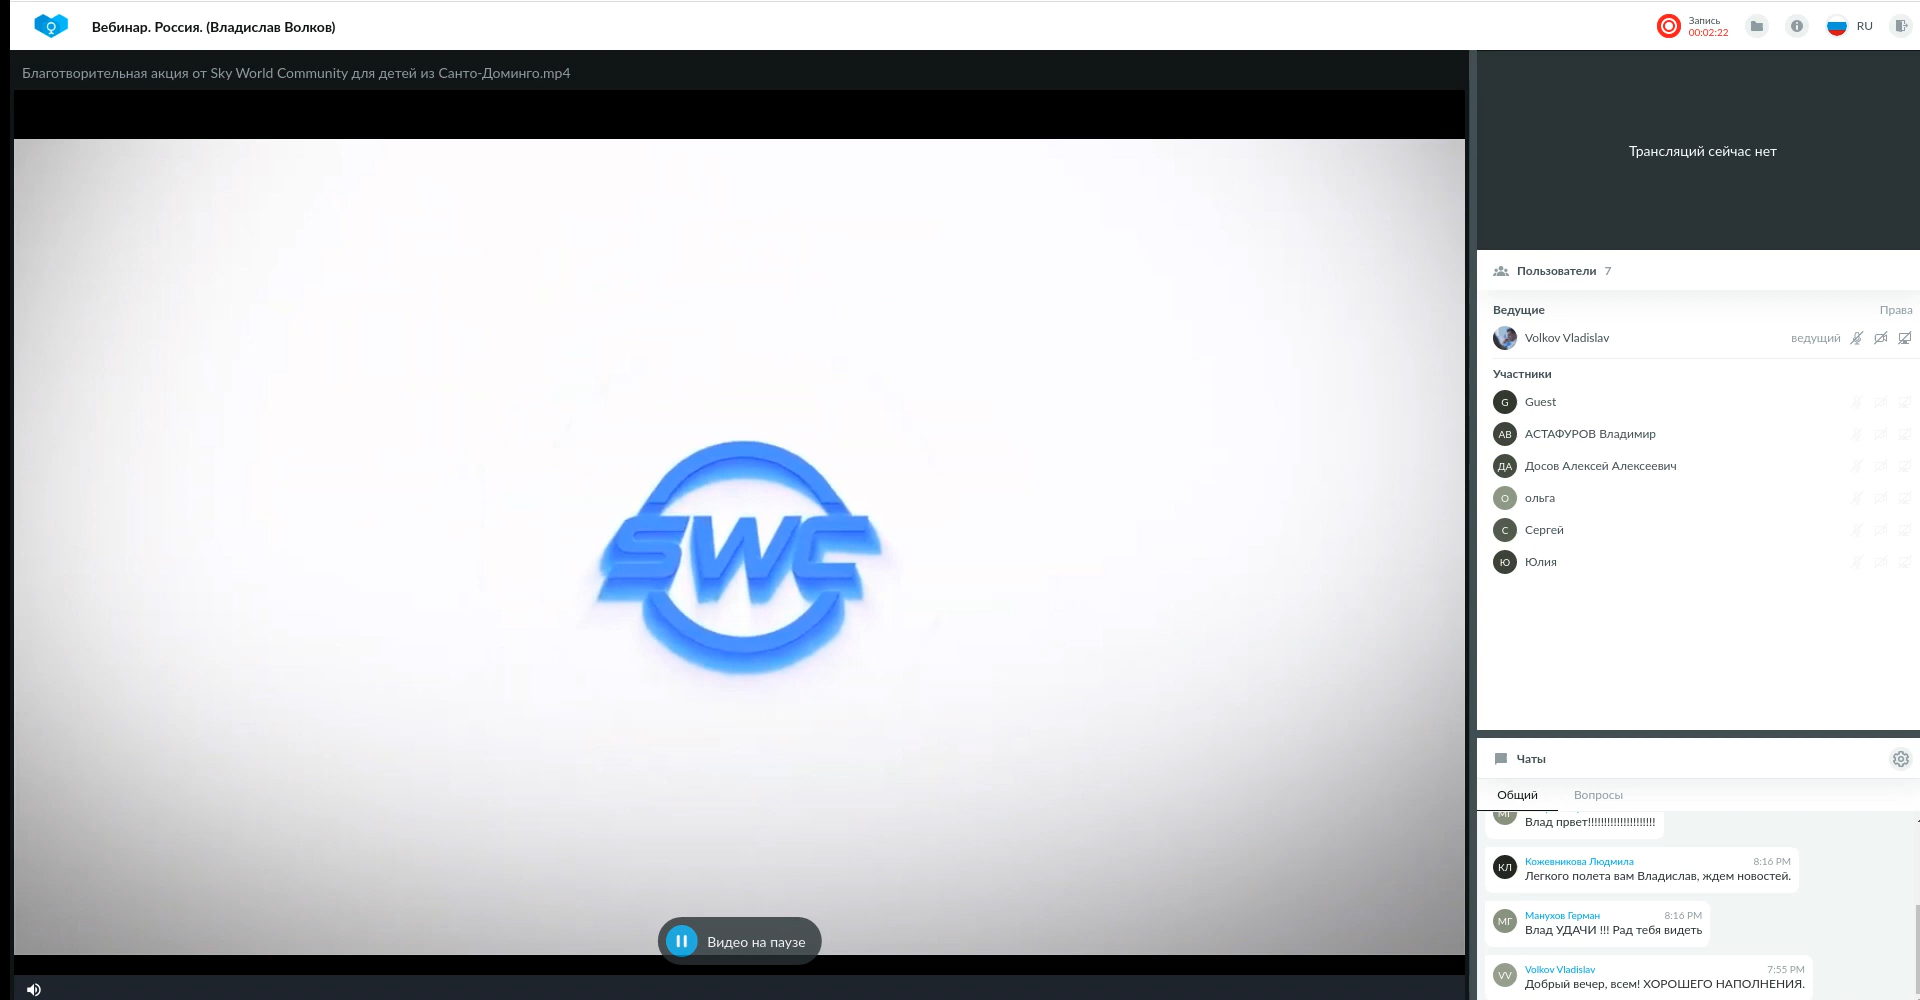 Вебинар. Россия. (Владислав Волков)
Запись
00:02:22
RU
Благотворительная акция от Sky World Community для детей из Санто-Доминго.mp4
SWC
Видео на паузе
Трансляций сейчас нет
Пользователи 7
Ведущие Права
Volkov Vladislav ведущий
Участники
G Guest
АВ АСТАФУРОВ Владимир
ДА Досов Алексей Алексеевич
О ольга
С Сергей
Ю Юлия
Чаты
Общий Вопросы
МГ Влад првет!!!!!!!!!!!!!!!!!!!!!
КЛ Кожевникова Людмила 8:16 PM
Легкого полета вам Владислав, ждем новостей.
МГ Манухов Герман 8:16 PM
Влад УДАЧИ !!! Рад тебя видеть
VV Volkov Vladislav 7:55 PM
Добрый вечер, всем! ХОРОШЕГО НАПОЛНЕНИЯ.